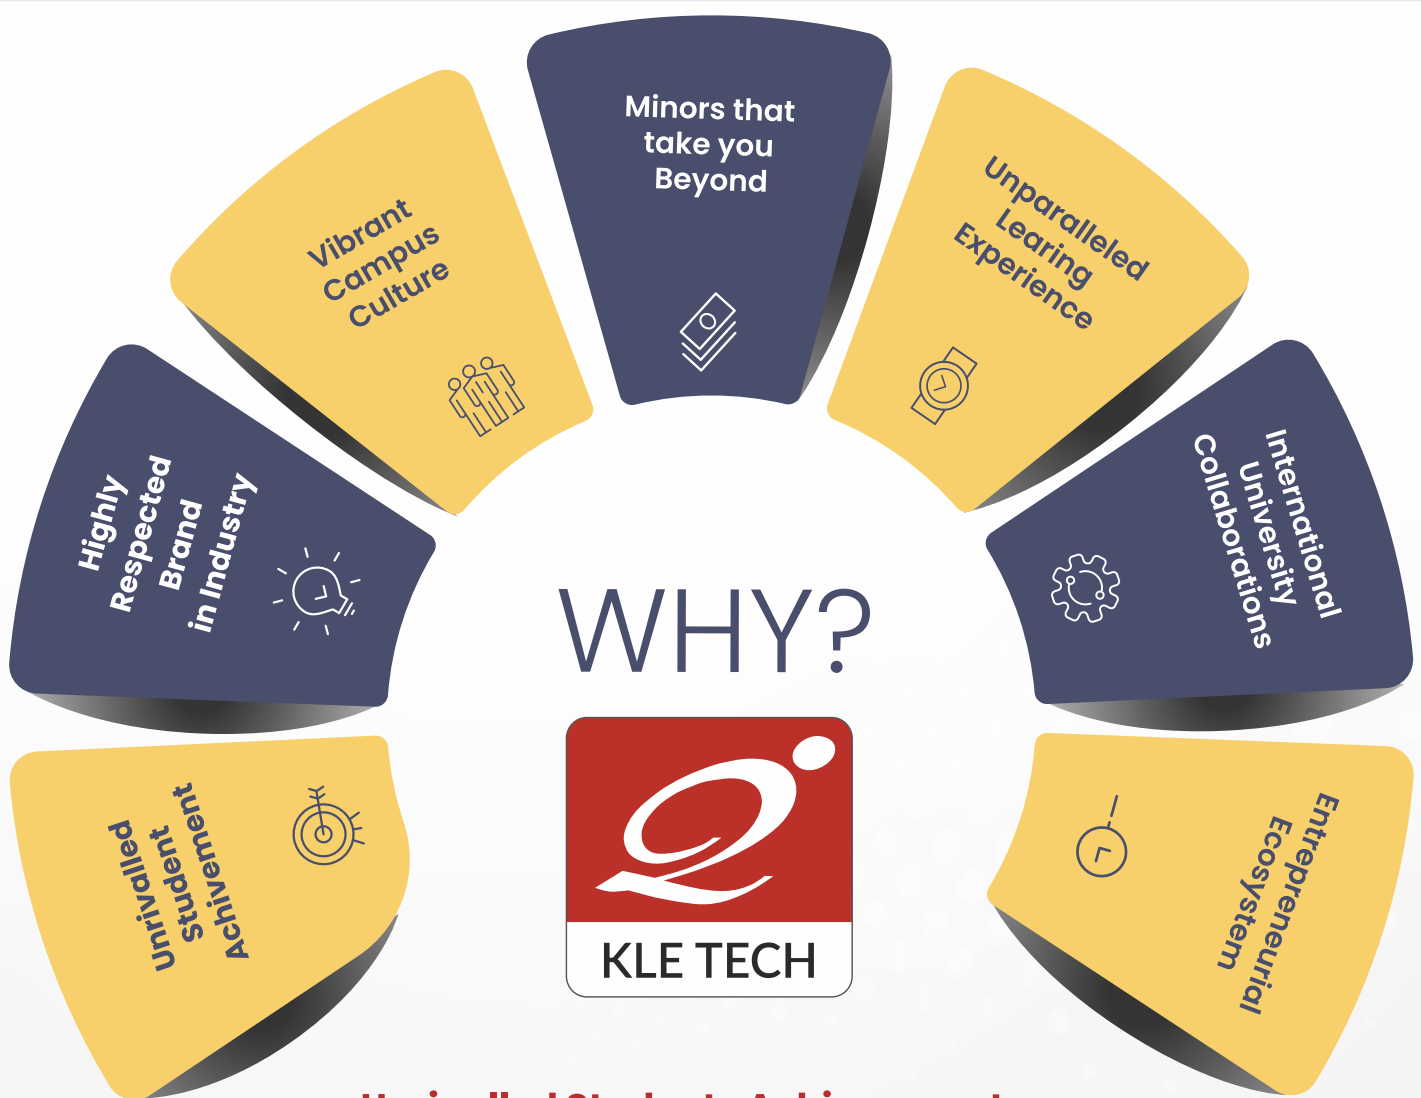 Minors that
take you
Beyond
Vibrant
Campus
Culture
Unparalleled
Learing
Experience
Highly
Respected
Brand
in Industry
International
University
Collaborations
WHY?
KLE TECH
Unrivalled
Student
Achivement
Entrepreneurial
Ecosystem